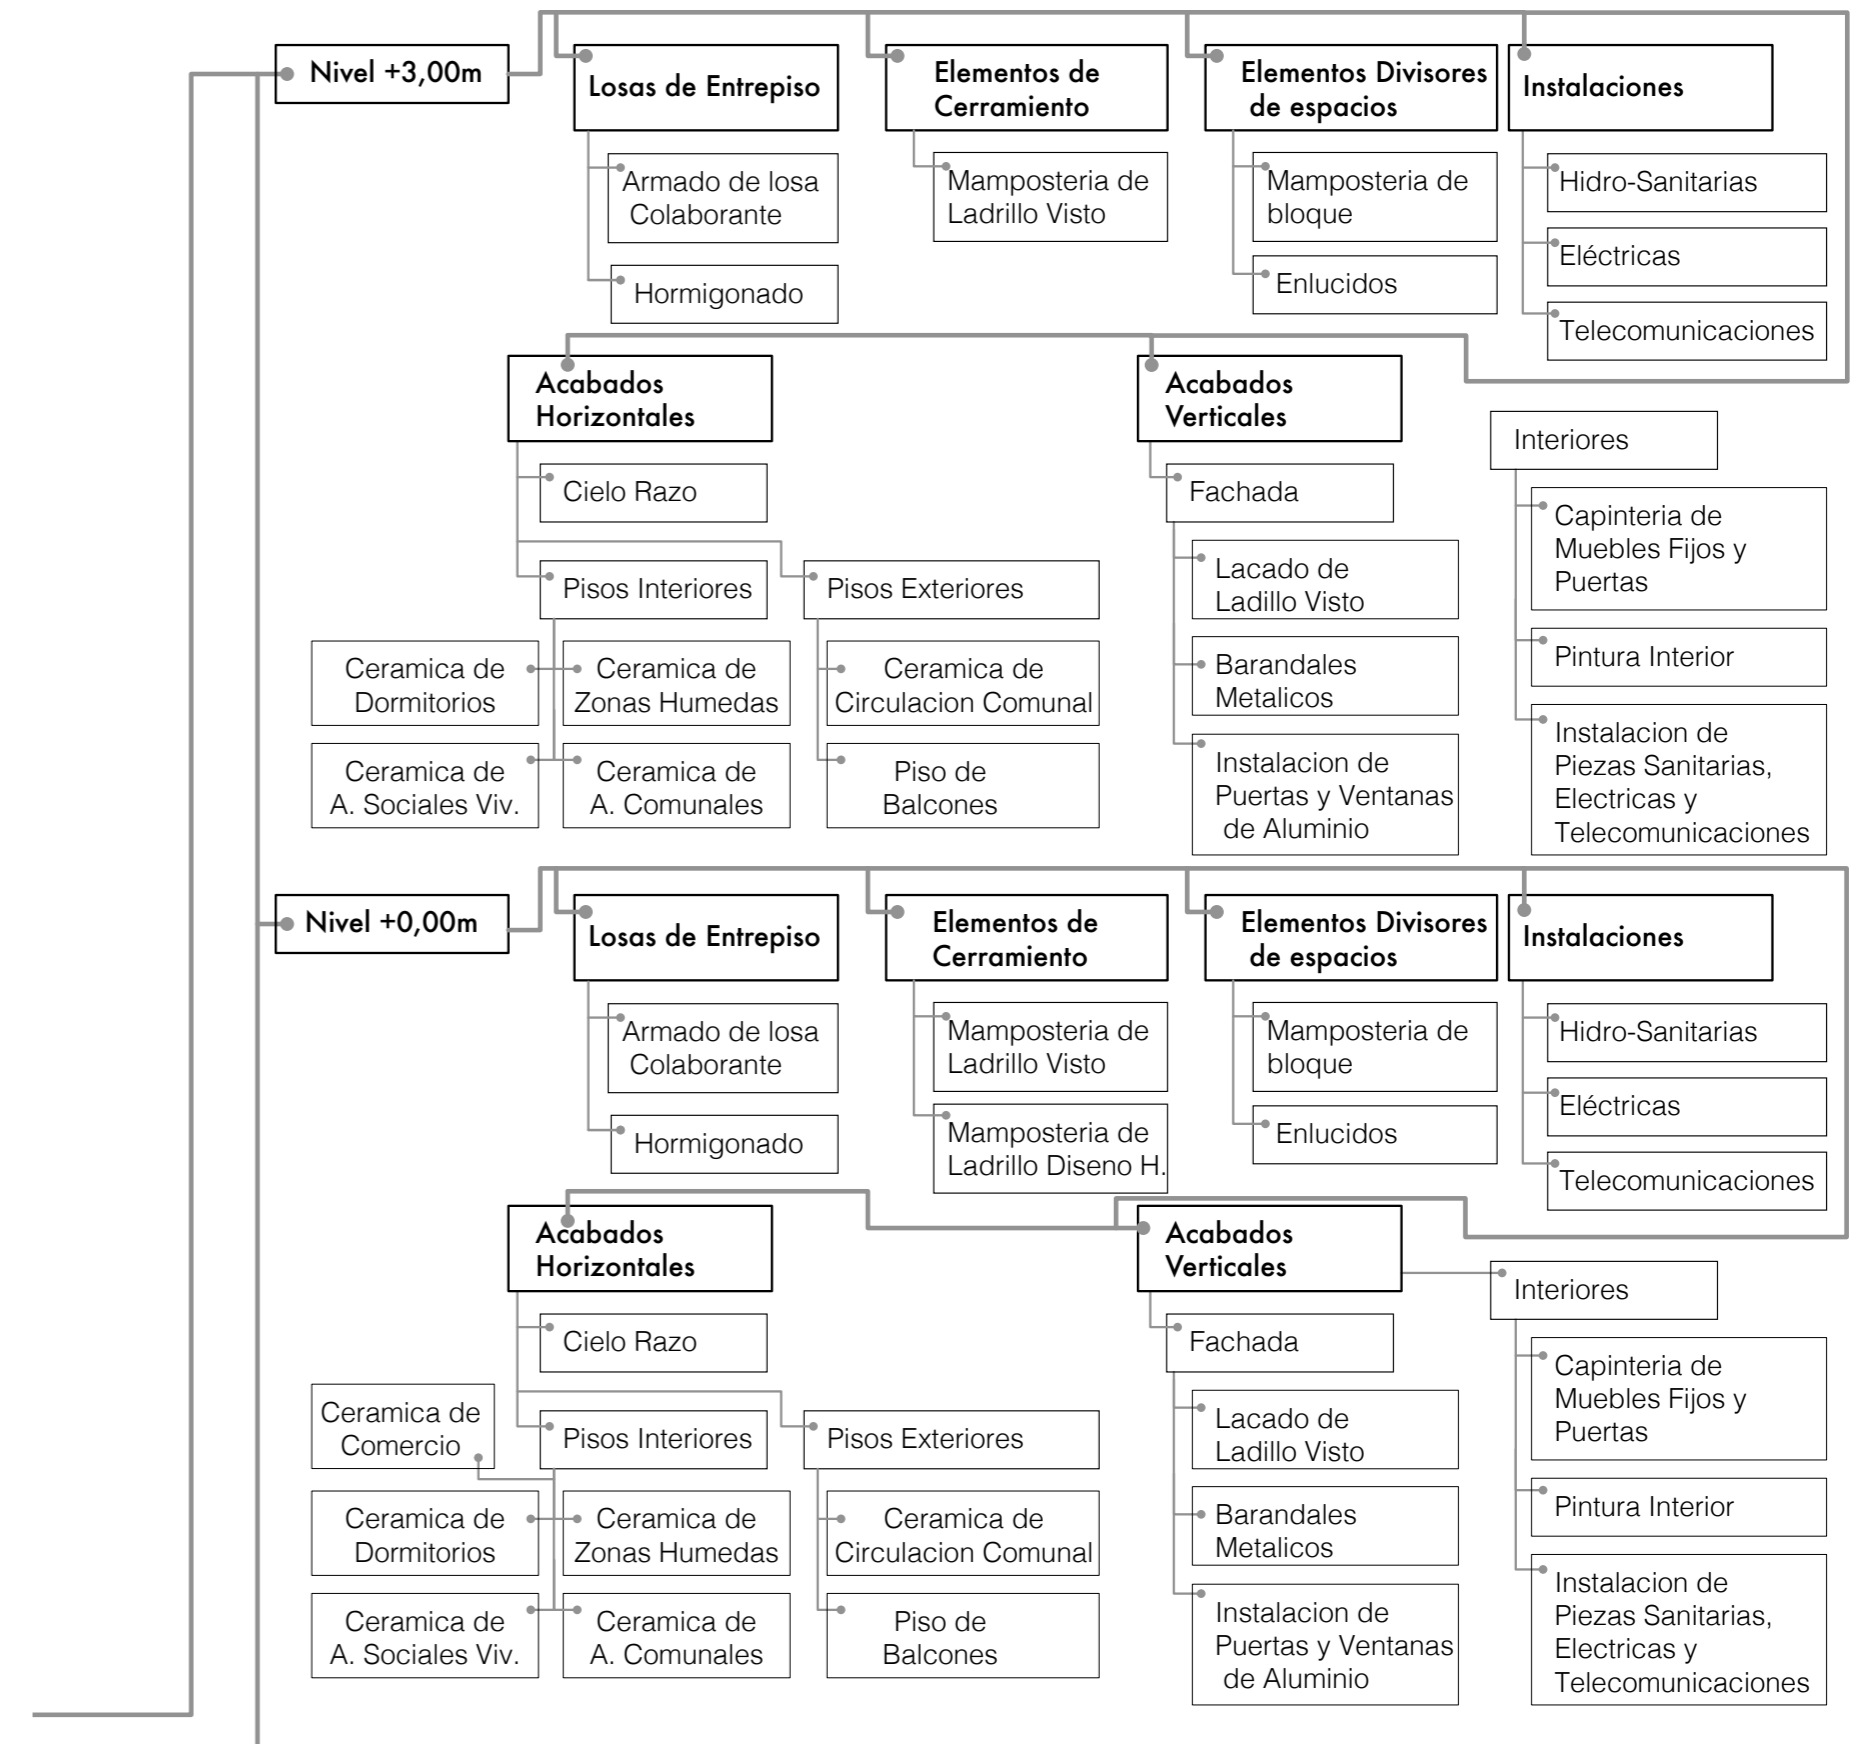 Nivel +3,00m
Losas de Entrepiso
Elementos de
Cerramiento
Elementos Divisores
de espacios
Instalaciones
Armado de losa
Colaborante
Hormigonado
Mamposteria de
Ladrillo Visto
Mamposteria de
bloque
Enlucidos
Hidro-Sanitarias
Eléctricas
Telecomunicaciones
Acabados
Horizontales
Cielo Razo
Pisos Interiores
Pisos Exteriores
Ceramica de
Dormitorios
Ceramica de
Zonas Humedas
Ceramica de
Circulacion Comunal
Ceramica de
A. Sociales Viv.
Ceramica de
A. Comunales
Piso de
Balcones
Acabados
Verticales
Fachada
Lacado de
Ladillo Visto
Barandales
Metalicos
Instalacion de
Puertas y Ventanas
de Aluminio
Interiores
Capinteria de
Muebles Fijos y
Puertas
Pintura Interior
Instalacion de
Piezas Sanitarias,
Electricas y
Telecomunicaciones
Nivel +0,00m
Losas de Entrepiso
Elementos de
Cerramiento
Elementos Divisores
de espacios
Instalaciones
Armado de losa
Colaborante
Hormigonado
Mamposteria de
Ladrillo Visto
Mamposteria de
Ladrillo Diseno H.
Mamposteria de
bloque
Enlucidos
Hidro-Sanitarias
Eléctricas
Telecomunicaciones
Acabados
Horizontales
Cielo Razo
Ceramica de
Comercio
Pisos Interiores
Pisos Exteriores
Ceramica de
Dormitorios
Ceramica de
Zonas Humedas
Ceramica de
Circulacion Comunal
Ceramica de
A. Sociales Viv.
Ceramica de
A. Comunales
Piso de
Balcones
Acabados
Verticales
Fachada
Lacado de
Ladillo Visto
Barandales
Metalicos
Instalacion de
Puertas y Ventanas
de Aluminio
Interiores
Capinteria de
Muebles Fijos y
Puertas
Pintura Interior
Instalacion de
Piezas Sanitarias,
Electricas y
Telecomunicaciones